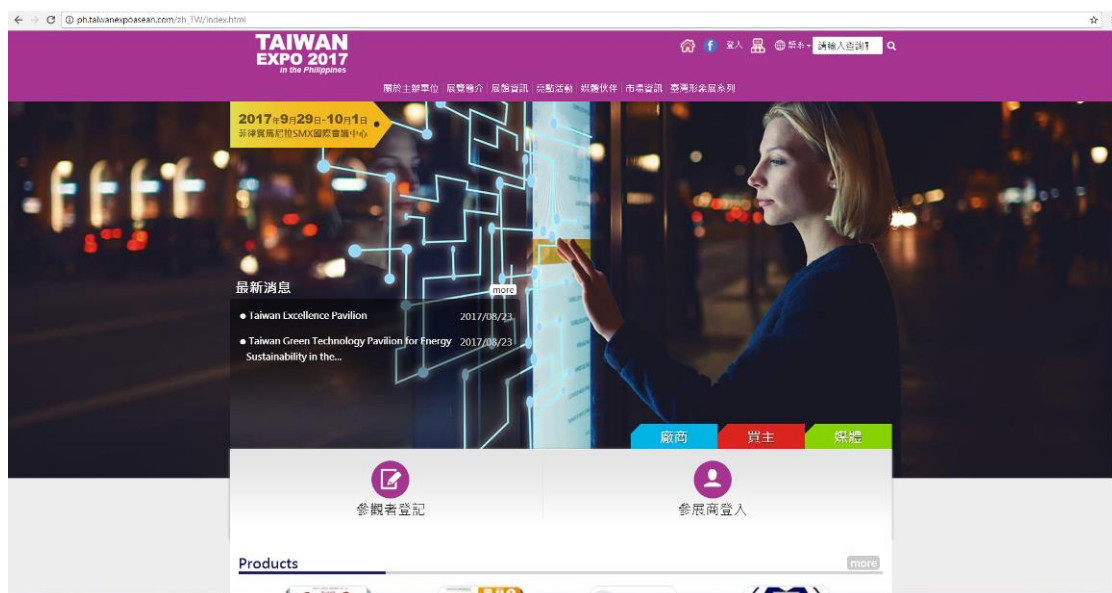 ph.taiwanexpoasean.com/zh_TW/index.html
TAIWAN
EXPO 2017
in the Philippines
登入
請輸入查詢
關於主辦單位 展覽簡介 展館資訊 亮點活動 媒體伙伴 市場資訊 臺灣形象展系列
2017年9月29日-10月1日
菲律賓馬尼拉SMX國際會議中心
最新消息
more
Taiwan Excellence Pavilion 2017/08/23
Taiwan Green Technology Pavilion for Energy 2017/08/23
Sustainability in the...
廠商 買主 媒體
參觀者登記 參展商登入
Products more